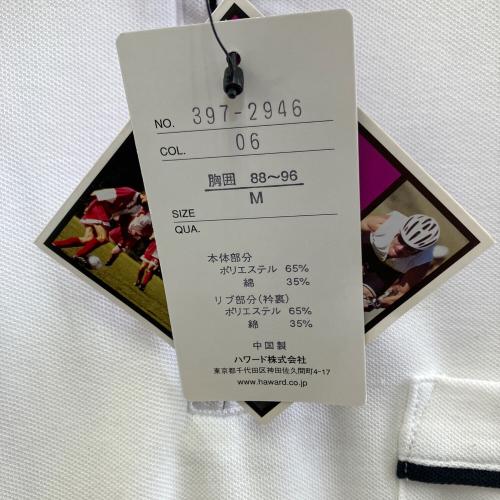 NO. 397-2946
COL. 06
胸囲 88～96
SIZE M
QUA.
本体部分
ポリエステル 65%
綿 35%
リブ部分(衿裏)
ポリエステル 65%
綿 35%
中国製
ハワード株式会社
東京都千代田区神田佐久間町4-17
www.haward.co.jp